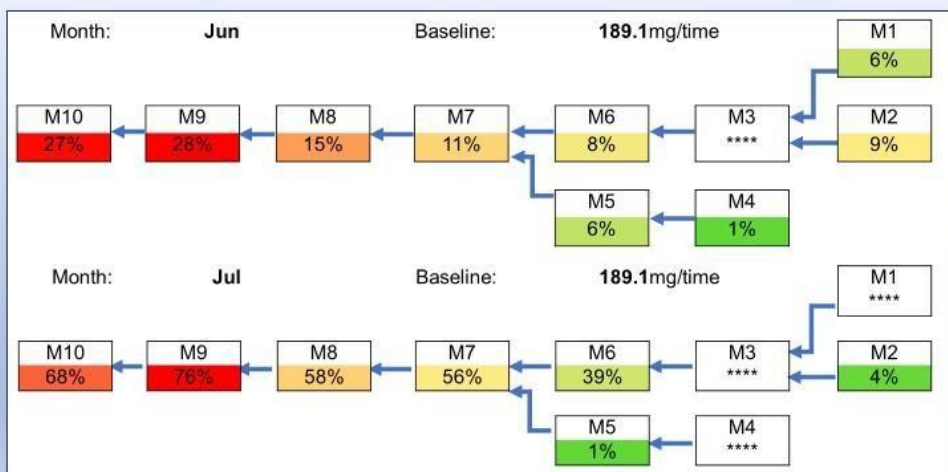 Month: Jun Baseline: 189.1mg/time
M1
6%
M10 M9 M8 M7 M6 M3 M2
27% 28% 15% 11% 8% **** 9%
M5 M4
6% 1%
Month: Jul Baseline: 189.1mg/time
M1
****
M10 M9 M8 M7 M6 M3 M2
68% 76% 58% 56% 39% **** 4%
M5 M4
1% ****